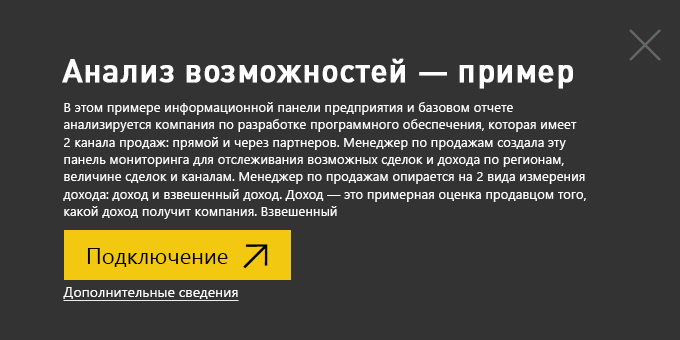 Анализ возможностей — пример
В этом примере информационной панели предприятия и базовом отчете
анализируется компания по разработке программного обеспечения, которая имеет
2 канала продаж: прямой и через партнеров. Менеджер по продажам создала эту
панель мониторинга для отслеживания возможных сделок и дохода по регионам,
величине сделок и каналам. Менеджер по продажам опирается на 2 вида измерения
дохода: доход и взвешенный доход. Доход — это примерная оценка продавцом того,
какой доход получит компания. Взвешенный
Подключение
Дополнительные сведения